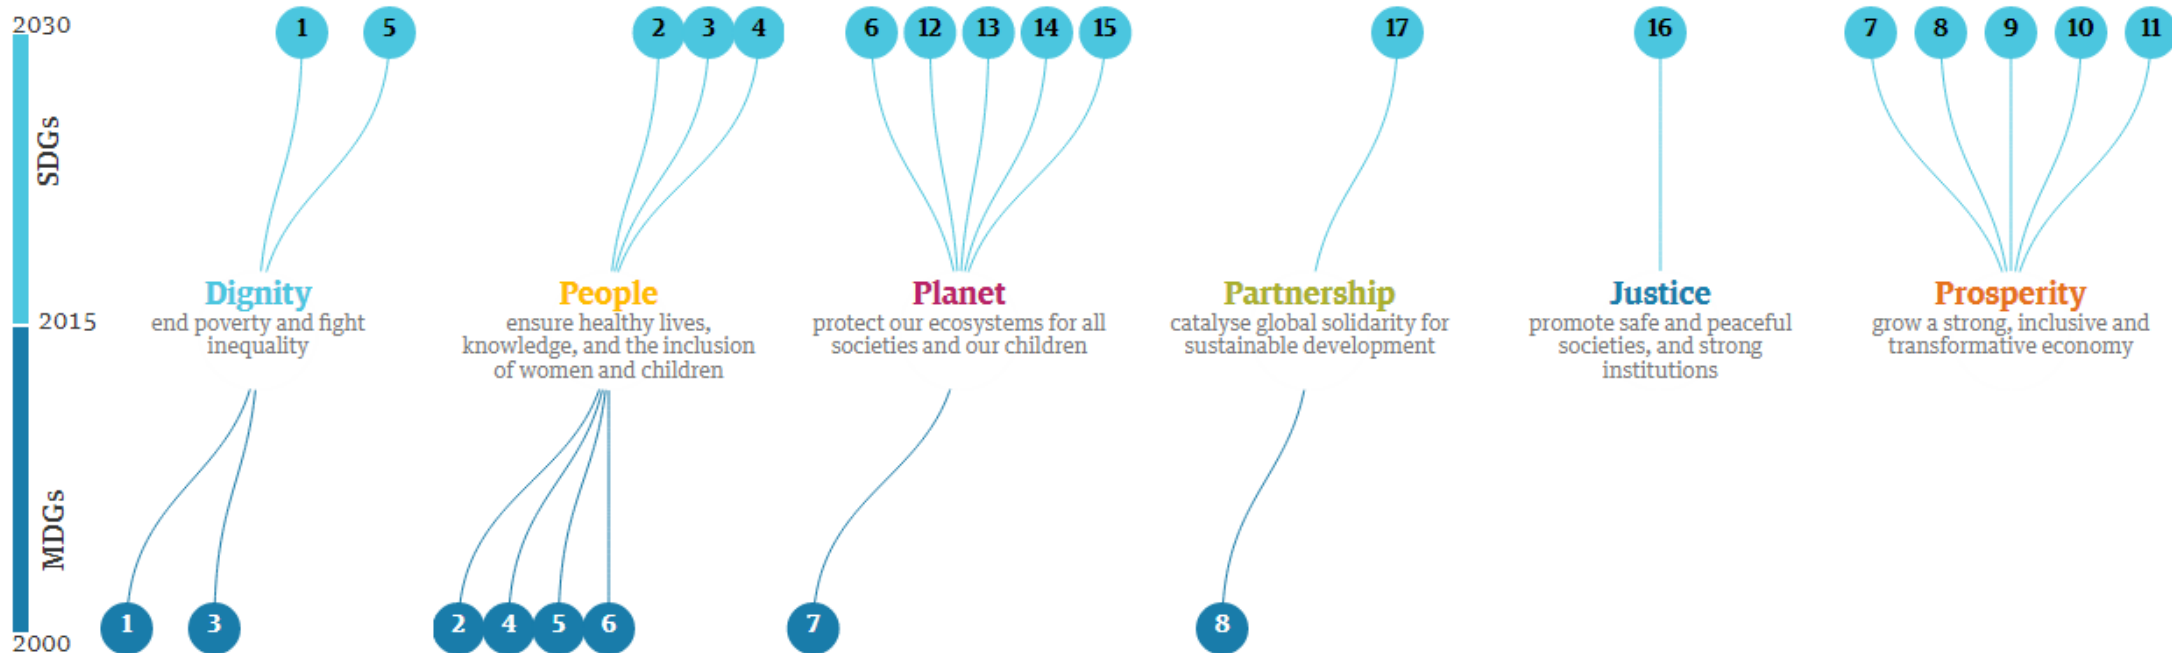 2030
1
5
2
3
4
6
12
13
14
15
17
16
7
8
9
10
11
SDGs
Dignity
People
Planet
Partnership
Justice
Prosperity
2015
end poverty and fight
inequality
ensure healthy lives,
knowledge, and the inclusion
of women and children
protect our ecosystems for all
societies and our children
catalyse global solidarity for
sustainable development
promote safe and peaceful
societies, and strong
institutions
grow a strong, inclusive and
transformative economy
MDGs
1
3
2
4
5
6
7
8
2000